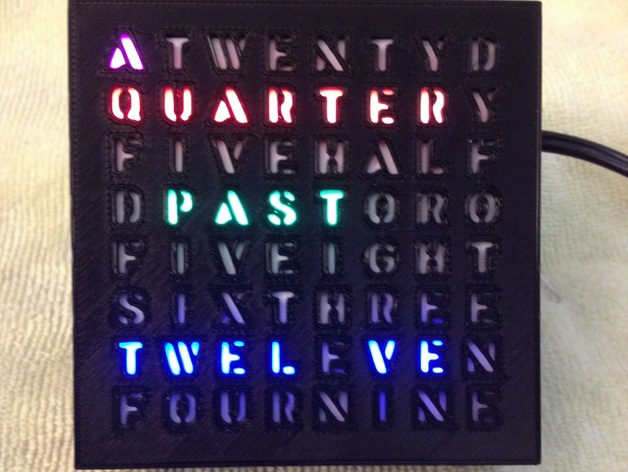 ATWENTYD
QUARTERY
FIVEHALF
DPASTORO
FIVEIGHT
SIXTHREE
TWELEVEN
FOURNINE